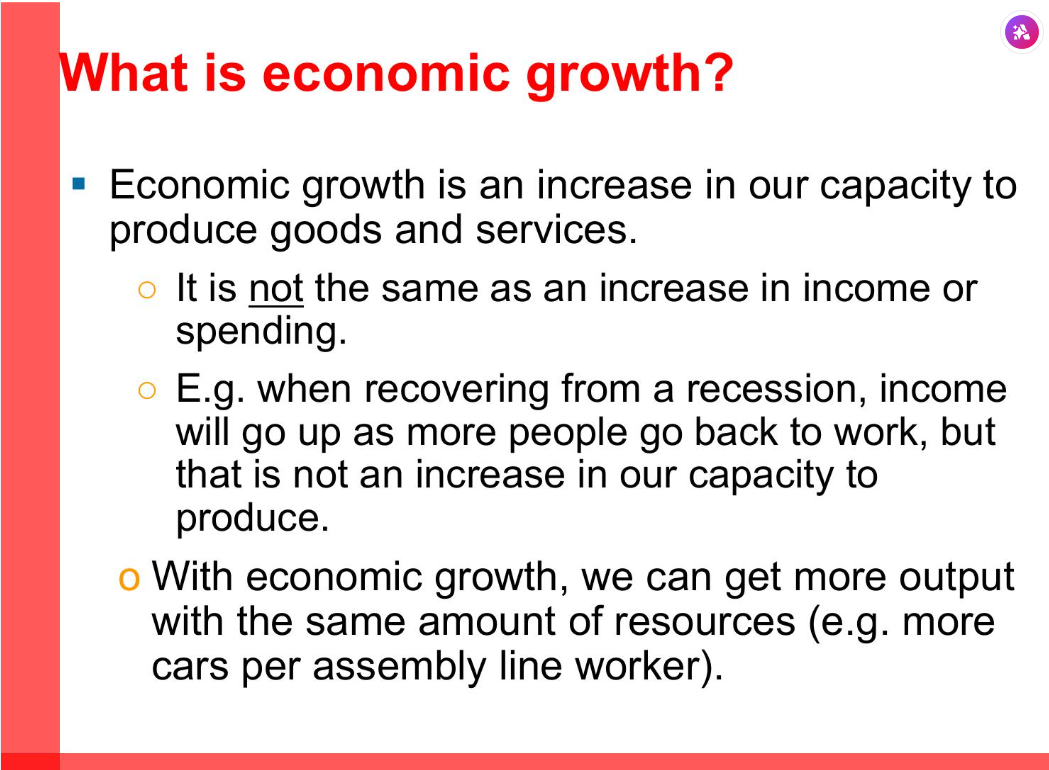 What is economic growth?
▪ Economic growth is an increase in our capacity to
produce goods and services.
○ It is not the same as an increase in income or
spending.
○ E.g. when recovering from a recession, income
will go up as more people go back to work, but
that is not an increase in our capacity to
produce.
o With economic growth, we can get more output
with the same amount of resources (e.g. more
cars per assembly line worker).